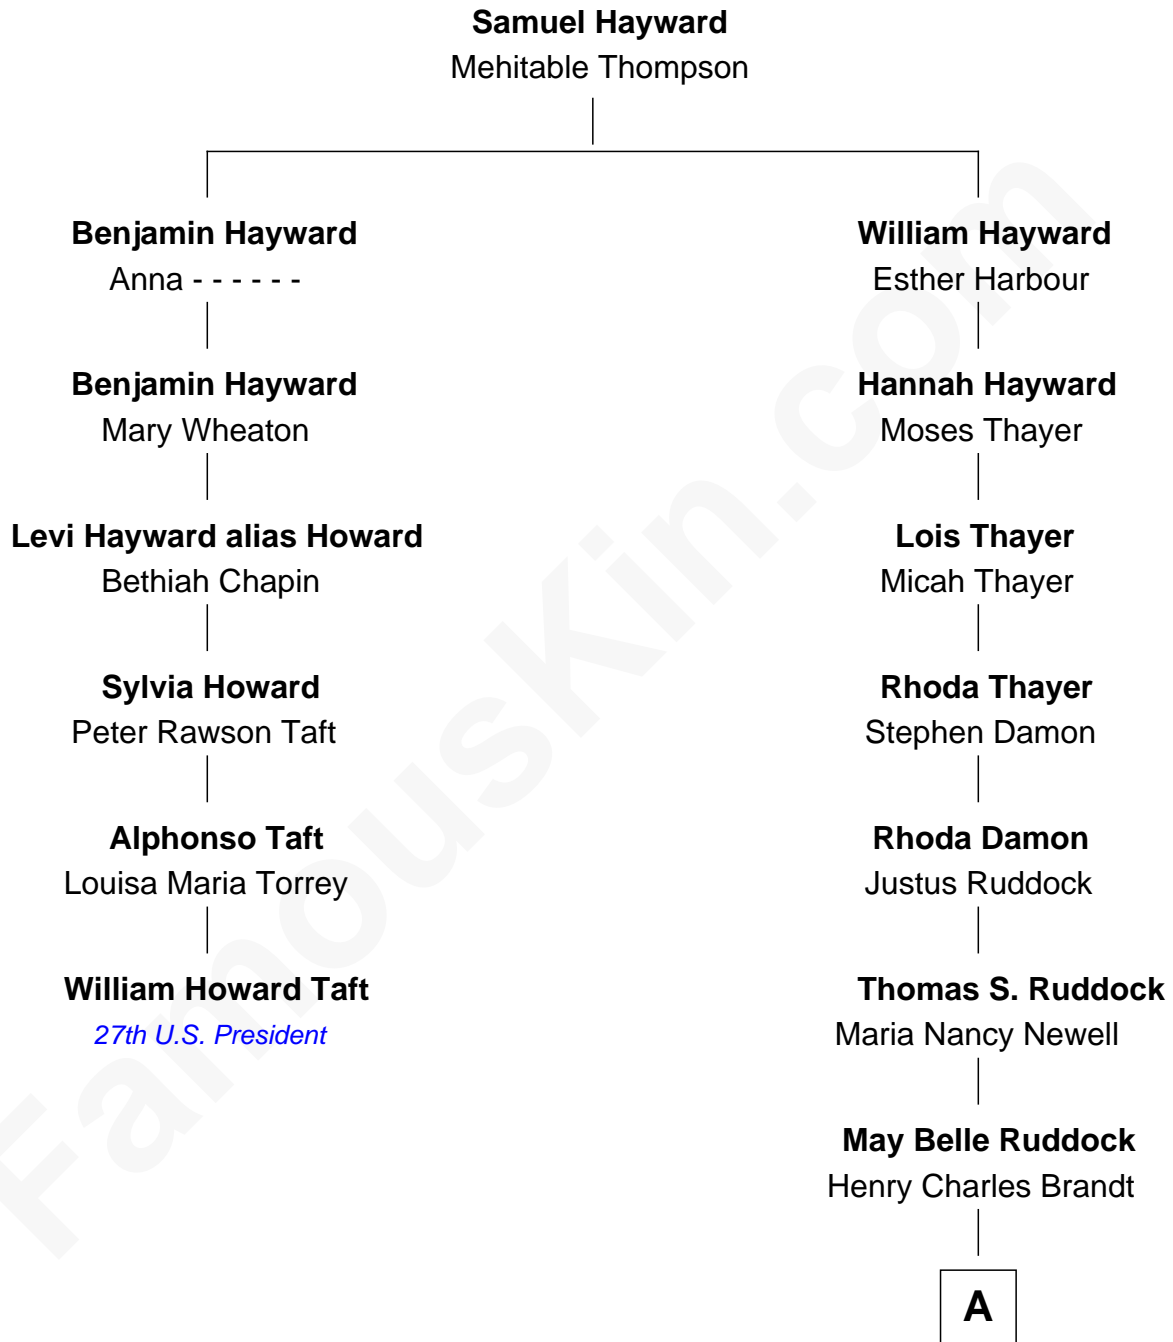 Samuel Hayward
Mehitable Thompson
Benjamin Hayward
Anna - - - - - -
Benjamin Hayward
Mary Wheaton
Levi Hayward alias Howard
Bethiah Chapin
Sylvia Howard
Peter Rawson Taft
Alphonso Taft
Louisa Maria Torrey
William Howard Taft
27th U.S. President
William Hayward
Esther Harbour
Hannah Hayward
Moses Thayer
Lois Thayer
Micah Thayer
Rhoda Thayer
Stephen Damon
Rhoda Damon
Justus Ruddock
Thomas S. Ruddock
Maria Nancy Newell
May Belle Ruddock
Henry Charles Brandt
A
FamousKin.com